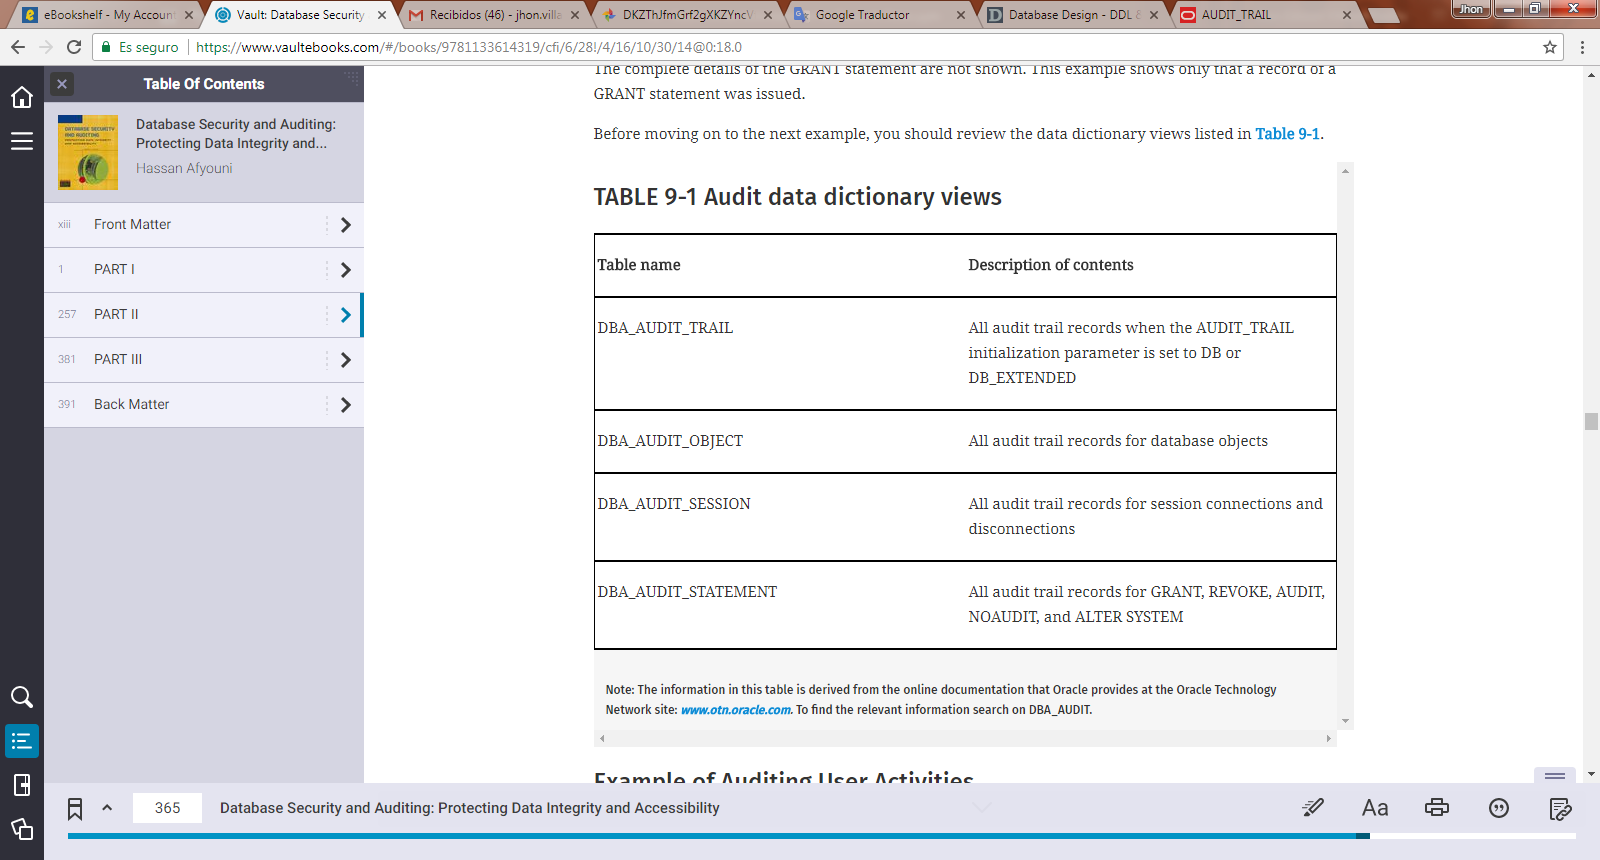 eBookshelf - My Account
Vault: Database Security
Recibidos (46) - jhon.villa
DKZThJfmGrf2gXKZYncV
Google Traductor
Database Design - DDL &
AUDIT_TRAIL
Jhon
Es seguro
https://www.vaultebooks.com/#/books/9781133614319/cfi/6/28!/4/16/10/30/14@0:18.0
Table Of Contents
Database Security and Auditing:
Protecting Data Integrity and...
Hassan Afyouni
xiii Front Matter
1 PART I
257 PART II
381 PART III
391 Back Matter
The complete details of the GRANT statement are not shown. This example shows only that a record of a
GRANT statement was issued.
Before moving on to the next example, you should review the data dictionary views listed in Table 9-1.
TABLE 9-1 Audit data dictionary views
Table name Description of contents
DBA_AUDIT_TRAIL All audit trail records when the AUDIT_TRAIL
initialization parameter is set to DB or
DB_EXTENDED
DBA_AUDIT_OBJECT All audit trail records for database objects
DBA_AUDIT_SESSION All audit trail records for session connections and
disconnections
DBA_AUDIT_STATEMENT All audit trail records for GRANT, REVOKE, AUDIT,
NOAUDIT, and ALTER SYSTEM
Note: The information in this table is derived from the online documentation that Oracle provides at the Oracle Technology
Network site: www.otn.oracle.com. To find the relevant information search on DBA_AUDIT.
Example of Auditing User Activities
365 Database Security and Auditing: Protecting Data Integrity and Accessibility
Aa